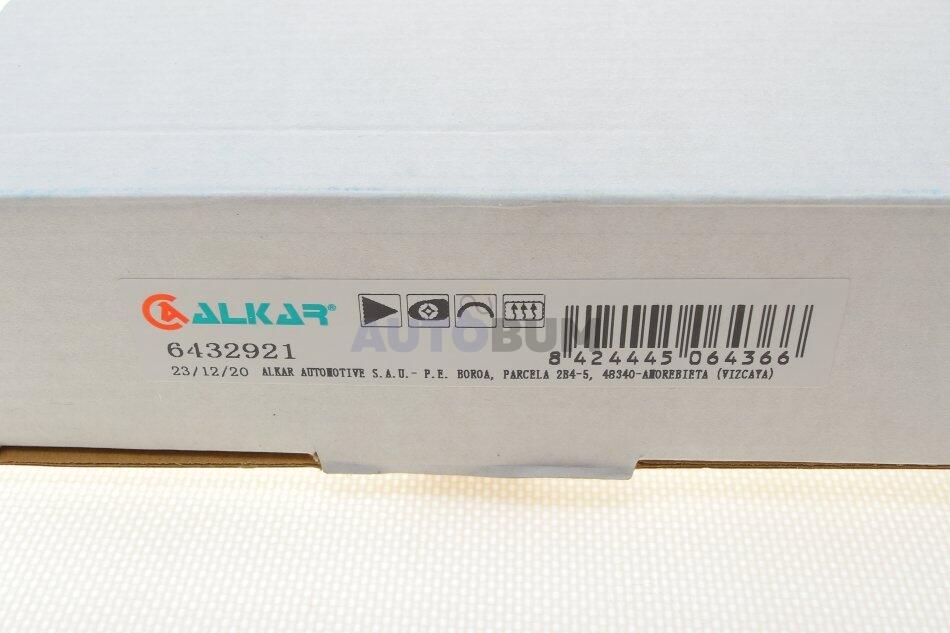 ALKAR®
6432921
8 424445 064366
23/12/20 ALKAR AUTOMOTIVE S.A.U.- P.E. BOROA, PARCELA 2B4-5, 48340-AMOREBIETA (VIZCAYA)
AUTOBUM